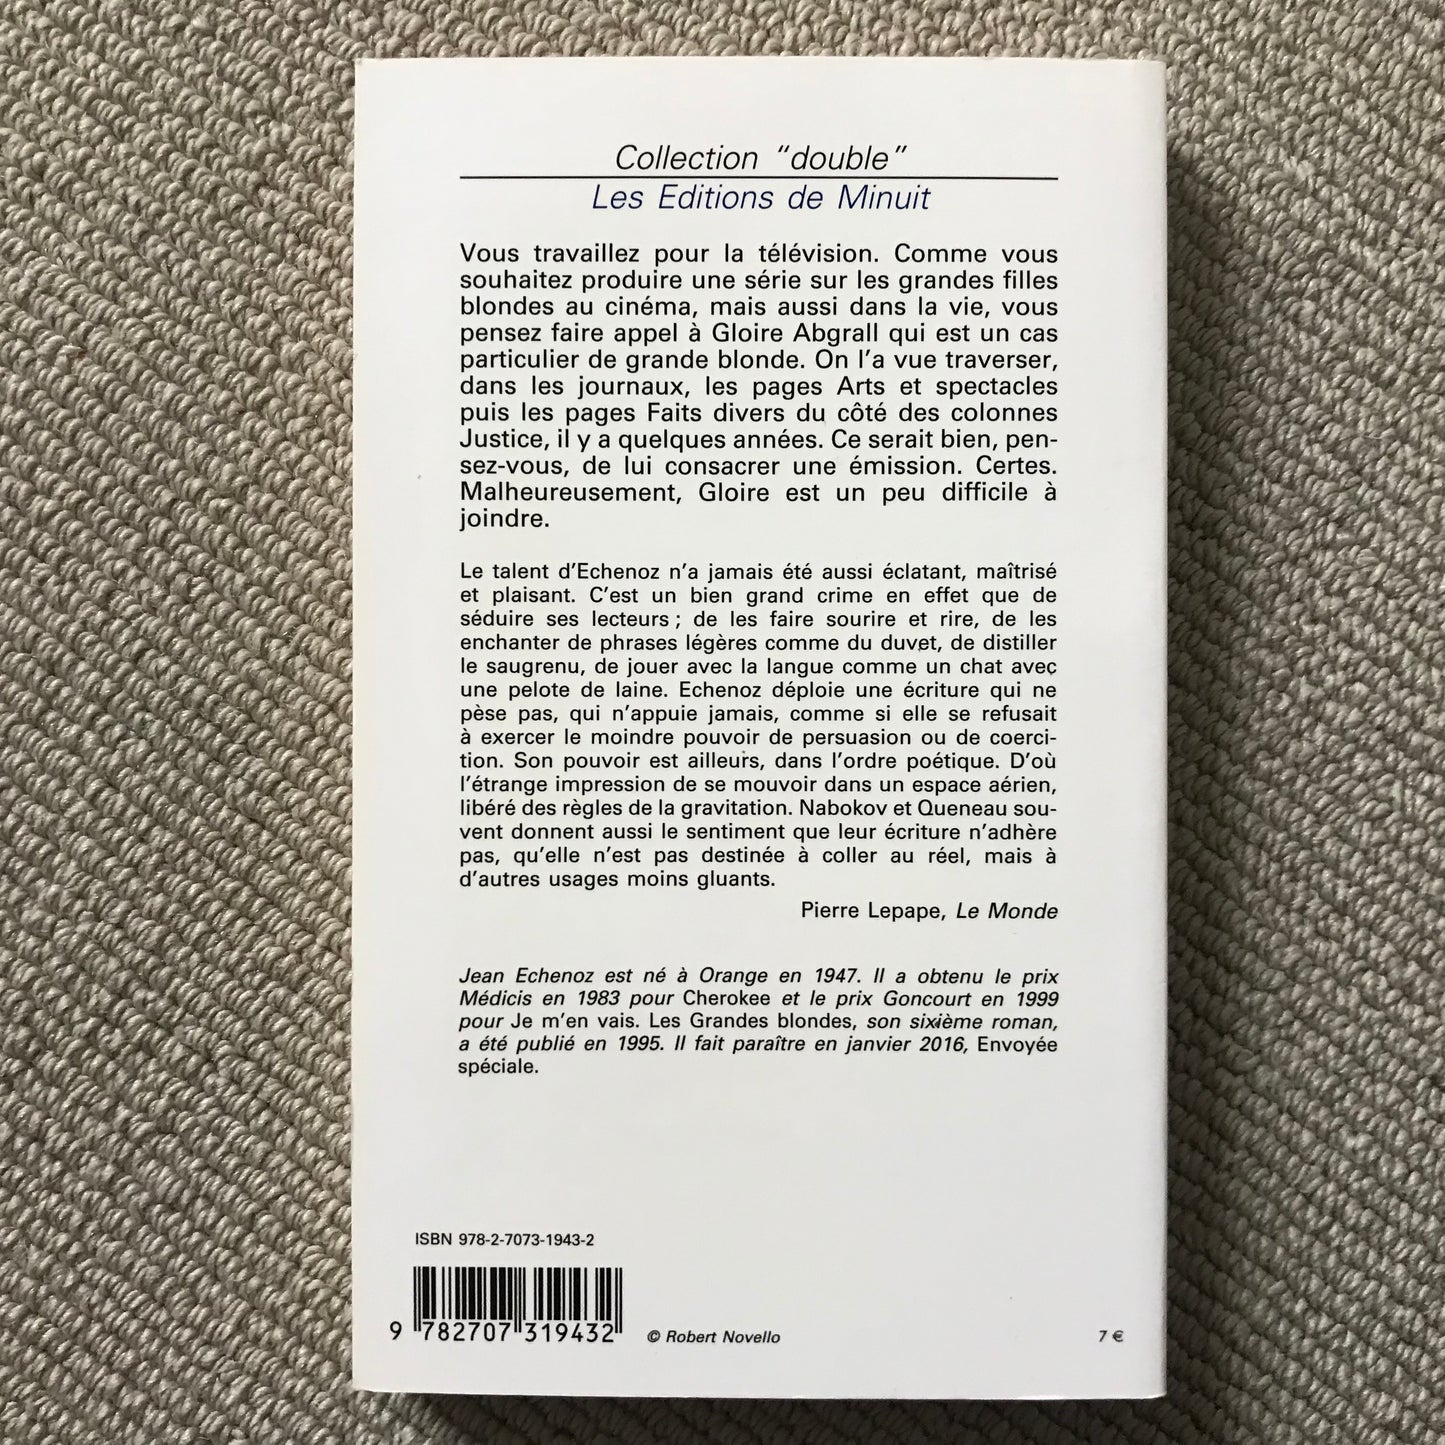 Collection "double"
Les Editions de Minuit
Vous travaillez pour la télévision. Comme vous
souhaitez produire une série sur les grandes filles
blondes au cinéma, mais aussi dans la vie, vous
pensez faire appel à Gloire Abgrall qui est un cas
particulier de grande blonde. On l'a vue traverser,
dans les journaux, les pages Arts et spectacles
puis les pages Faits divers du côté des colonnes
Justice, il y a quelques années. Ce serait bien, pen-
sez-vous, de lui consacrer une émission. Certes.
Malheureusement, Gloire est un peu difficile à
joindre.
Le talent d'Echenoz n'a jamais été aussi éclatant, maîtrisé
et plaisant. C'est un bien grand crime en effet que de
séduire ses lecteurs ; de les faire sourire et rire, de les
enchanter de phrases légères comme du duvet, de distiller
le saugrenu, de jouer avec la langue comme un chat avec
une pelote de laine. Echenoz déploie une écriture qui ne
pèse pas, qui n'appuie jamais, comme si elle se refusait
à exercer le moindre pouvoir de persuasion ou de coerci-
tion. Son pouvoir est ailleurs, dans l'ordre poétique. D'où
l'étrange impression de se mouvoir dans un espace aérien,
libéré des règles de la gravitation. Nabokov et Queneau sou-
vent donnent aussi le sentiment que leur écriture n'adhère
pas, qu'elle n'est pas destinée à coller au réel, mais à
d'autres usages moins gluants.
Pierre Lepape, Le Monde
Jean Echenoz est né à Orange en 1947. Il a obtenu le prix
Médicis en 1983 pour Cherokee et le prix Goncourt en 1999
pour Je m'en vais. Les Grandes blondes, son sixième roman,
a été publié en 1995. Il fait paraître en janvier 2016, Envoyée
spéciale.
ISBN 978-2-7073-1943-2
9 782707 319432
© Robert Novello
7 €